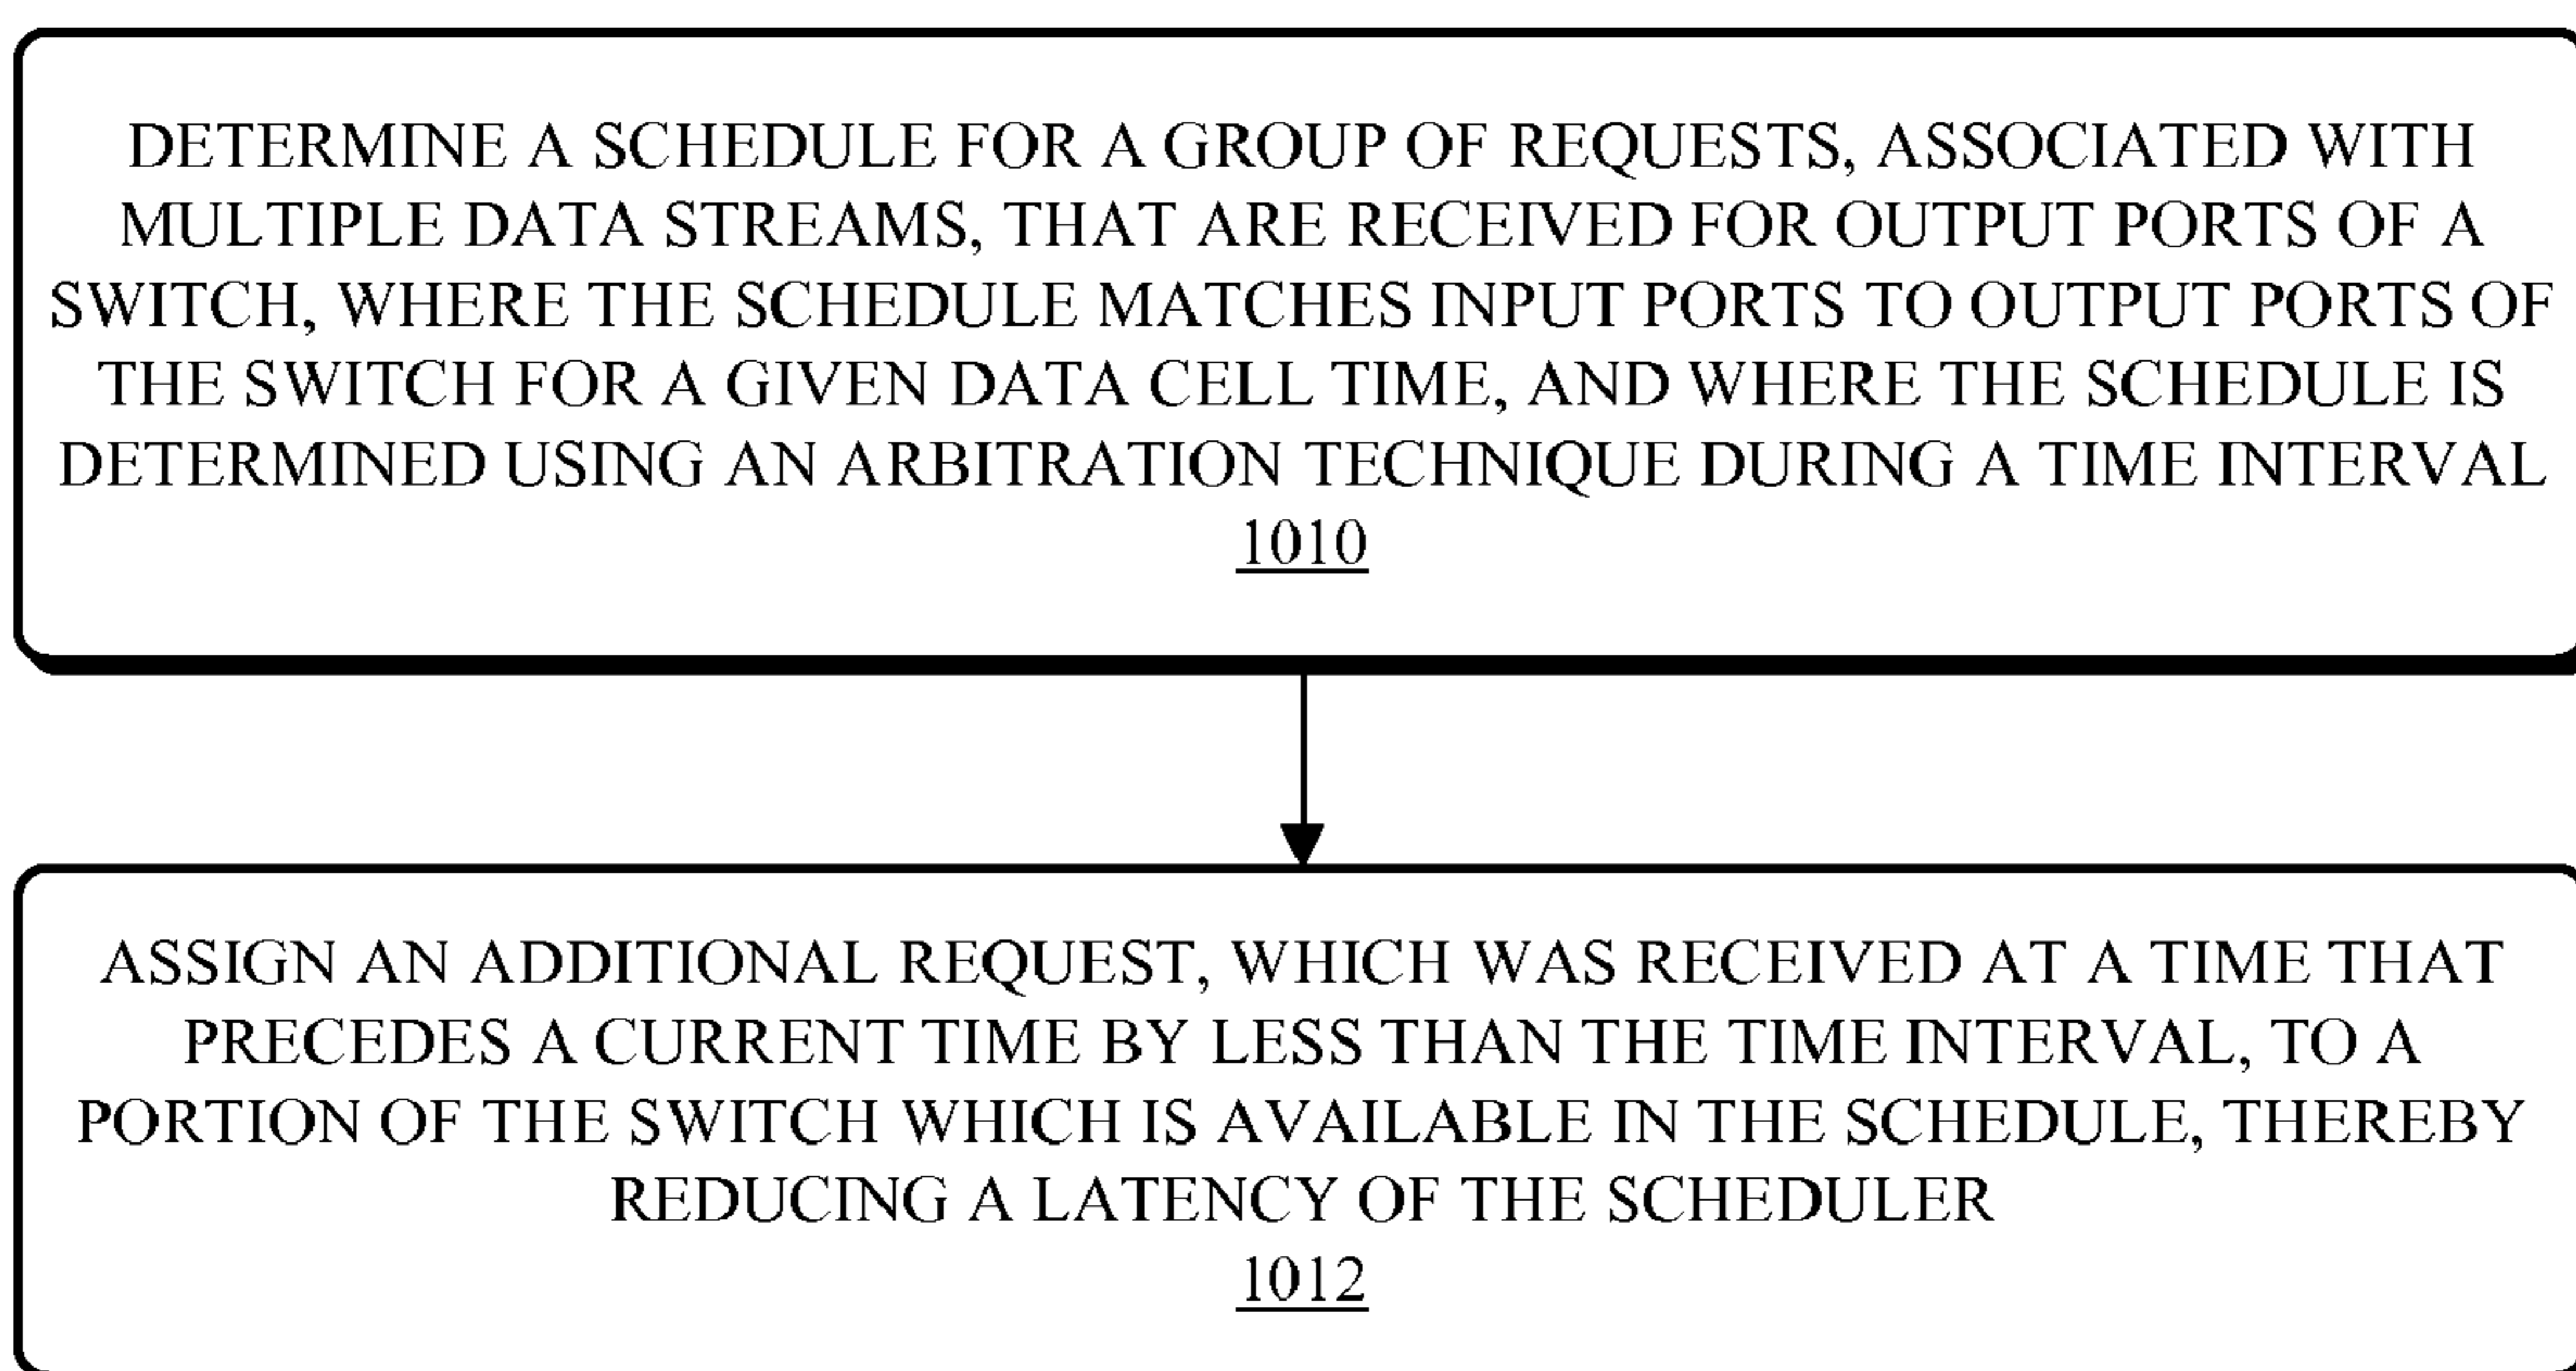 DETERMINE A SCHEDULE FOR A GROUP OF REQUESTS, ASSOCIATED WITH
MULTIPLE DATA STREAMS, THAT ARE RECEIVED FOR OUTPUT PORTS OF A
SWITCH, WHERE THE SCHEDULE MATCHES INPUT PORTS TO OUTPUT PORTS OF
THE SWITCH FOR A GIVEN DATA CELL TIME, AND WHERE THE SCHEDULE IS
DETERMINED USING AN ARBITRATION TECHNIQUE DURING A TIME INTERVAL
1010
ASSIGN AN ADDITIONAL REQUEST, WHICH WAS RECEIVED AT A TIME THAT
PRECEDES A CURRENT TIME BY LESS THAN THE TIME INTERVAL, TO A
PORTION OF THE SWITCH WHICH IS AVAILABLE IN THE SCHEDULE, THEREBY
REDUCING A LATENCY OF THE SCHEDULER
1012